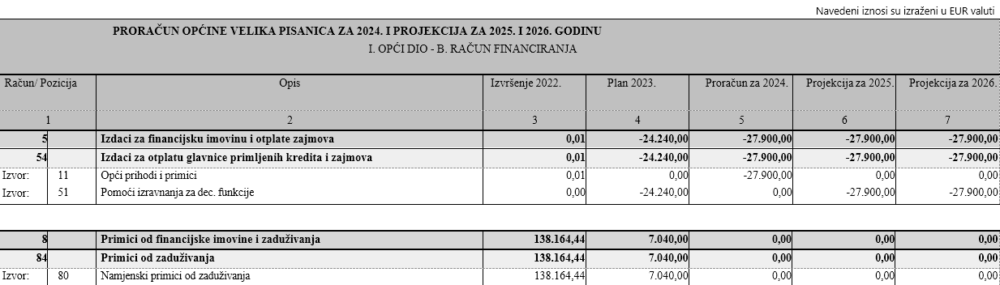 Navedeni iznosi su izraženi u EUR valuti
PRORAČUN OPĆINE VELIKA PISANICA ZA 2024. I PROJEKCIJA ZA 2025. I 2026. GODINU
I. OPĆI DIO - B. RAČUN FINANCIRANJA
Račun/ Pozicija Opis Izvršenje 2022. Plan 2023. Proračun za 2024. Projekcija za 2025. Projekcija za 2026.
1 2 3 4 5 6 7
5 Izdaci za financijsku imovinu i otplate zajmova 0,01 -24.240,00 -27.900,00 -27.900,00 -27.900,00
54 Izdaci za otplatu glavnice primljenih kredita i zajmova 0,01 -24.240,00 -27.900,00 -27.900,00 -27.900,00
Izvor: 11 Opći prihodi i primici 0,01 0,00 -27.900,00 0,00 0,00
Izvor: 51 Pomoći izravnanja za dec. funkcije 0,00 -24.240,00 0,00 -27.900,00 -27.900,00
8 Primici od financijske imovine i zaduživanja 138.164,44 7.040,00 0,00 0,00 0,00
84 Primici od zaduživanja 138.164,44 7.040,00 0,00 0,00 0,00
Izvor: 80 Namjenski primici od zaduživanja 138.164,44 7.040,00 0,00 0,00 0,00